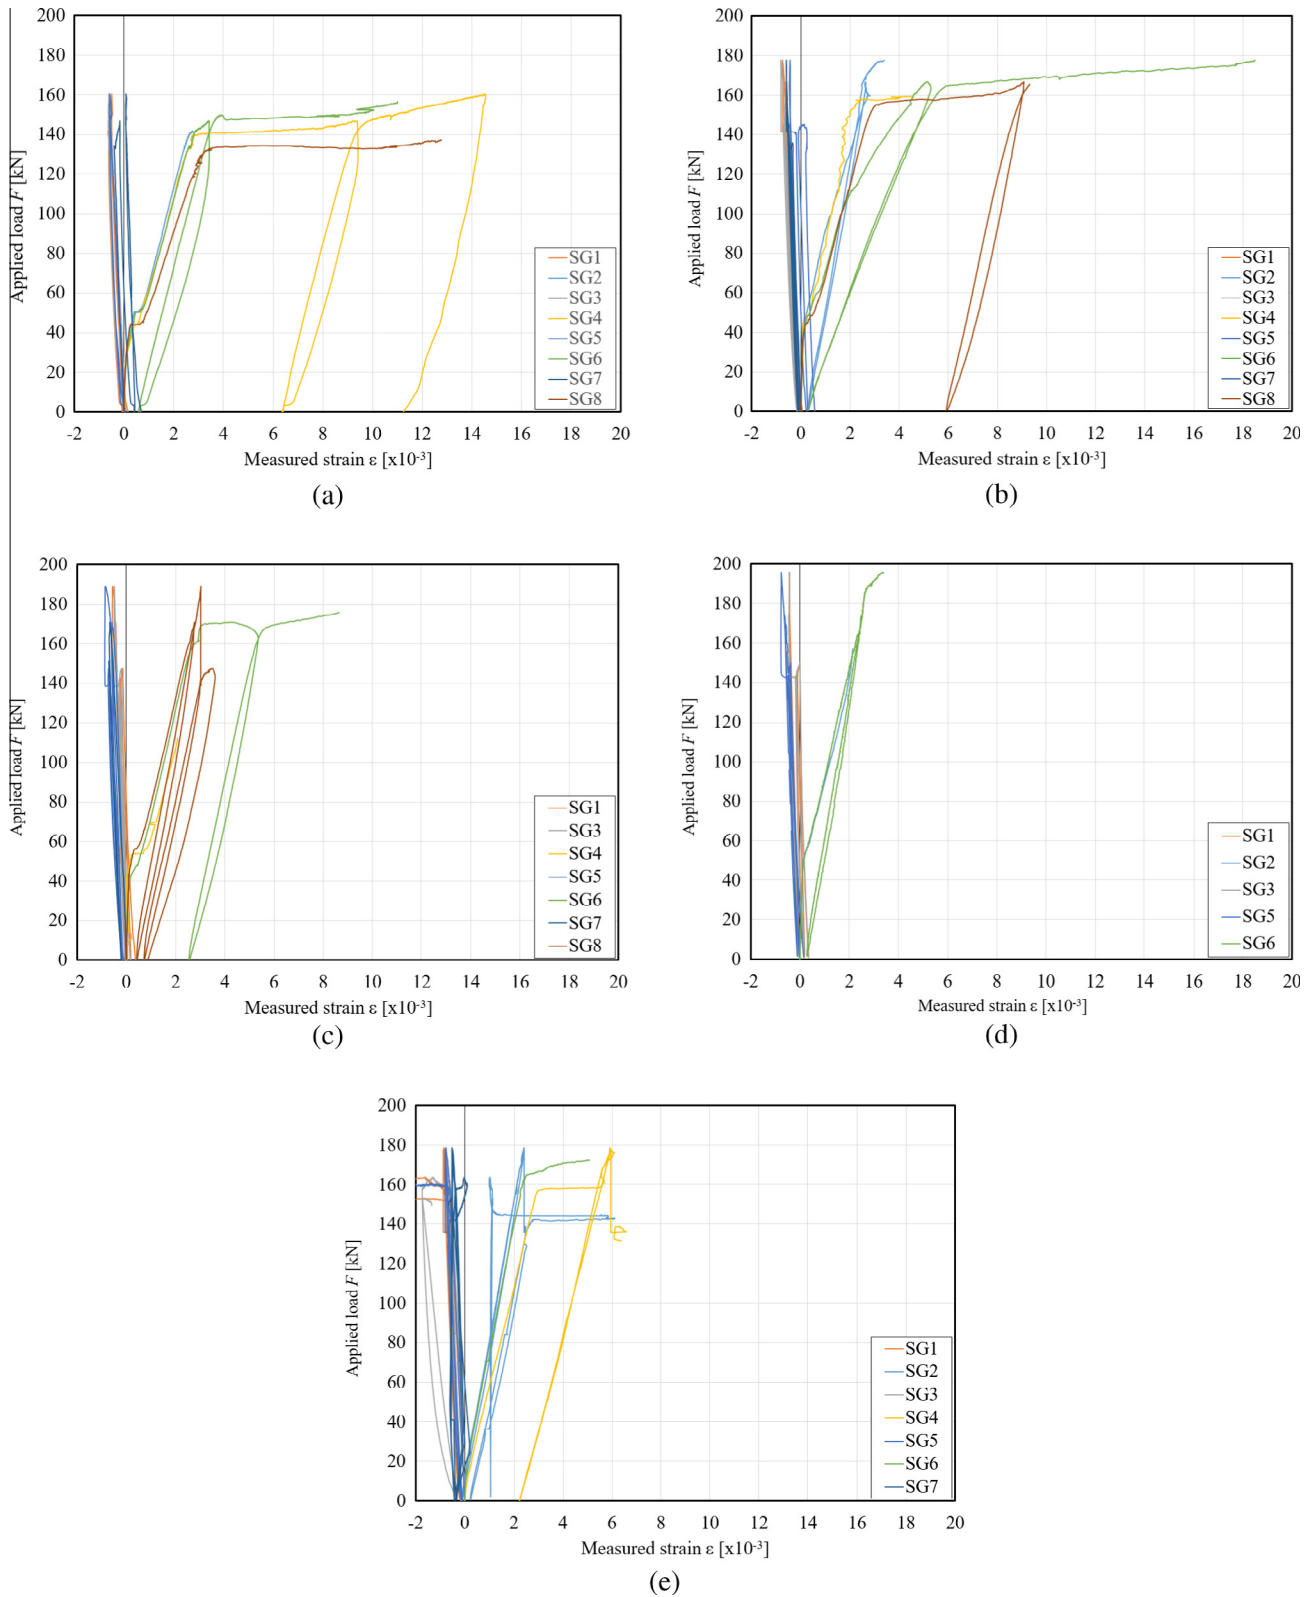 200
180
160
140
120
100
80
60
40
20
0
Applied load F [kN]
-2 0 2 4 6 8 10 12 14 16 18 20
Measured strain ε [x10-3]
SG1
SG2
SG3
SG4
SG5
SG6
SG7
SG8
(a)
200
180
160
140
120
100
80
60
40
20
0
Applied load F [kN]
-2 0 2 4 6 8 10 12 14 16 18 20
Measured strain ε [x10-3]
SG1
SG2
SG3
SG4
SG5
SG6
SG7
SG8
(b)
200
180
160
140
120
100
80
60
40
20
0
Applied load F [kN]
-2 0 2 4 6 8 10 12 14 16 18 20
Measured strain ε [x10-3]
SG1
SG3
SG4
SG5
SG6
SG7
SG8
(c)
200
180
160
140
120
100
80
60
40
20
0
Applied load F [kN]
-2 0 2 4 6 8 10 12 14 16 18 20
Measured strain ε [x10-3]
SG1
SG2
SG3
SG5
SG6
(d)
200
180
160
140
120
100
80
60
40
20
0
Applied load F [kN]
-2 0 2 4 6 8 10 12 14 16 18 20
Measured strain ε [x10-3]
SG1
SG2
SG3
SG4
SG5
SG6
SG7
(e)